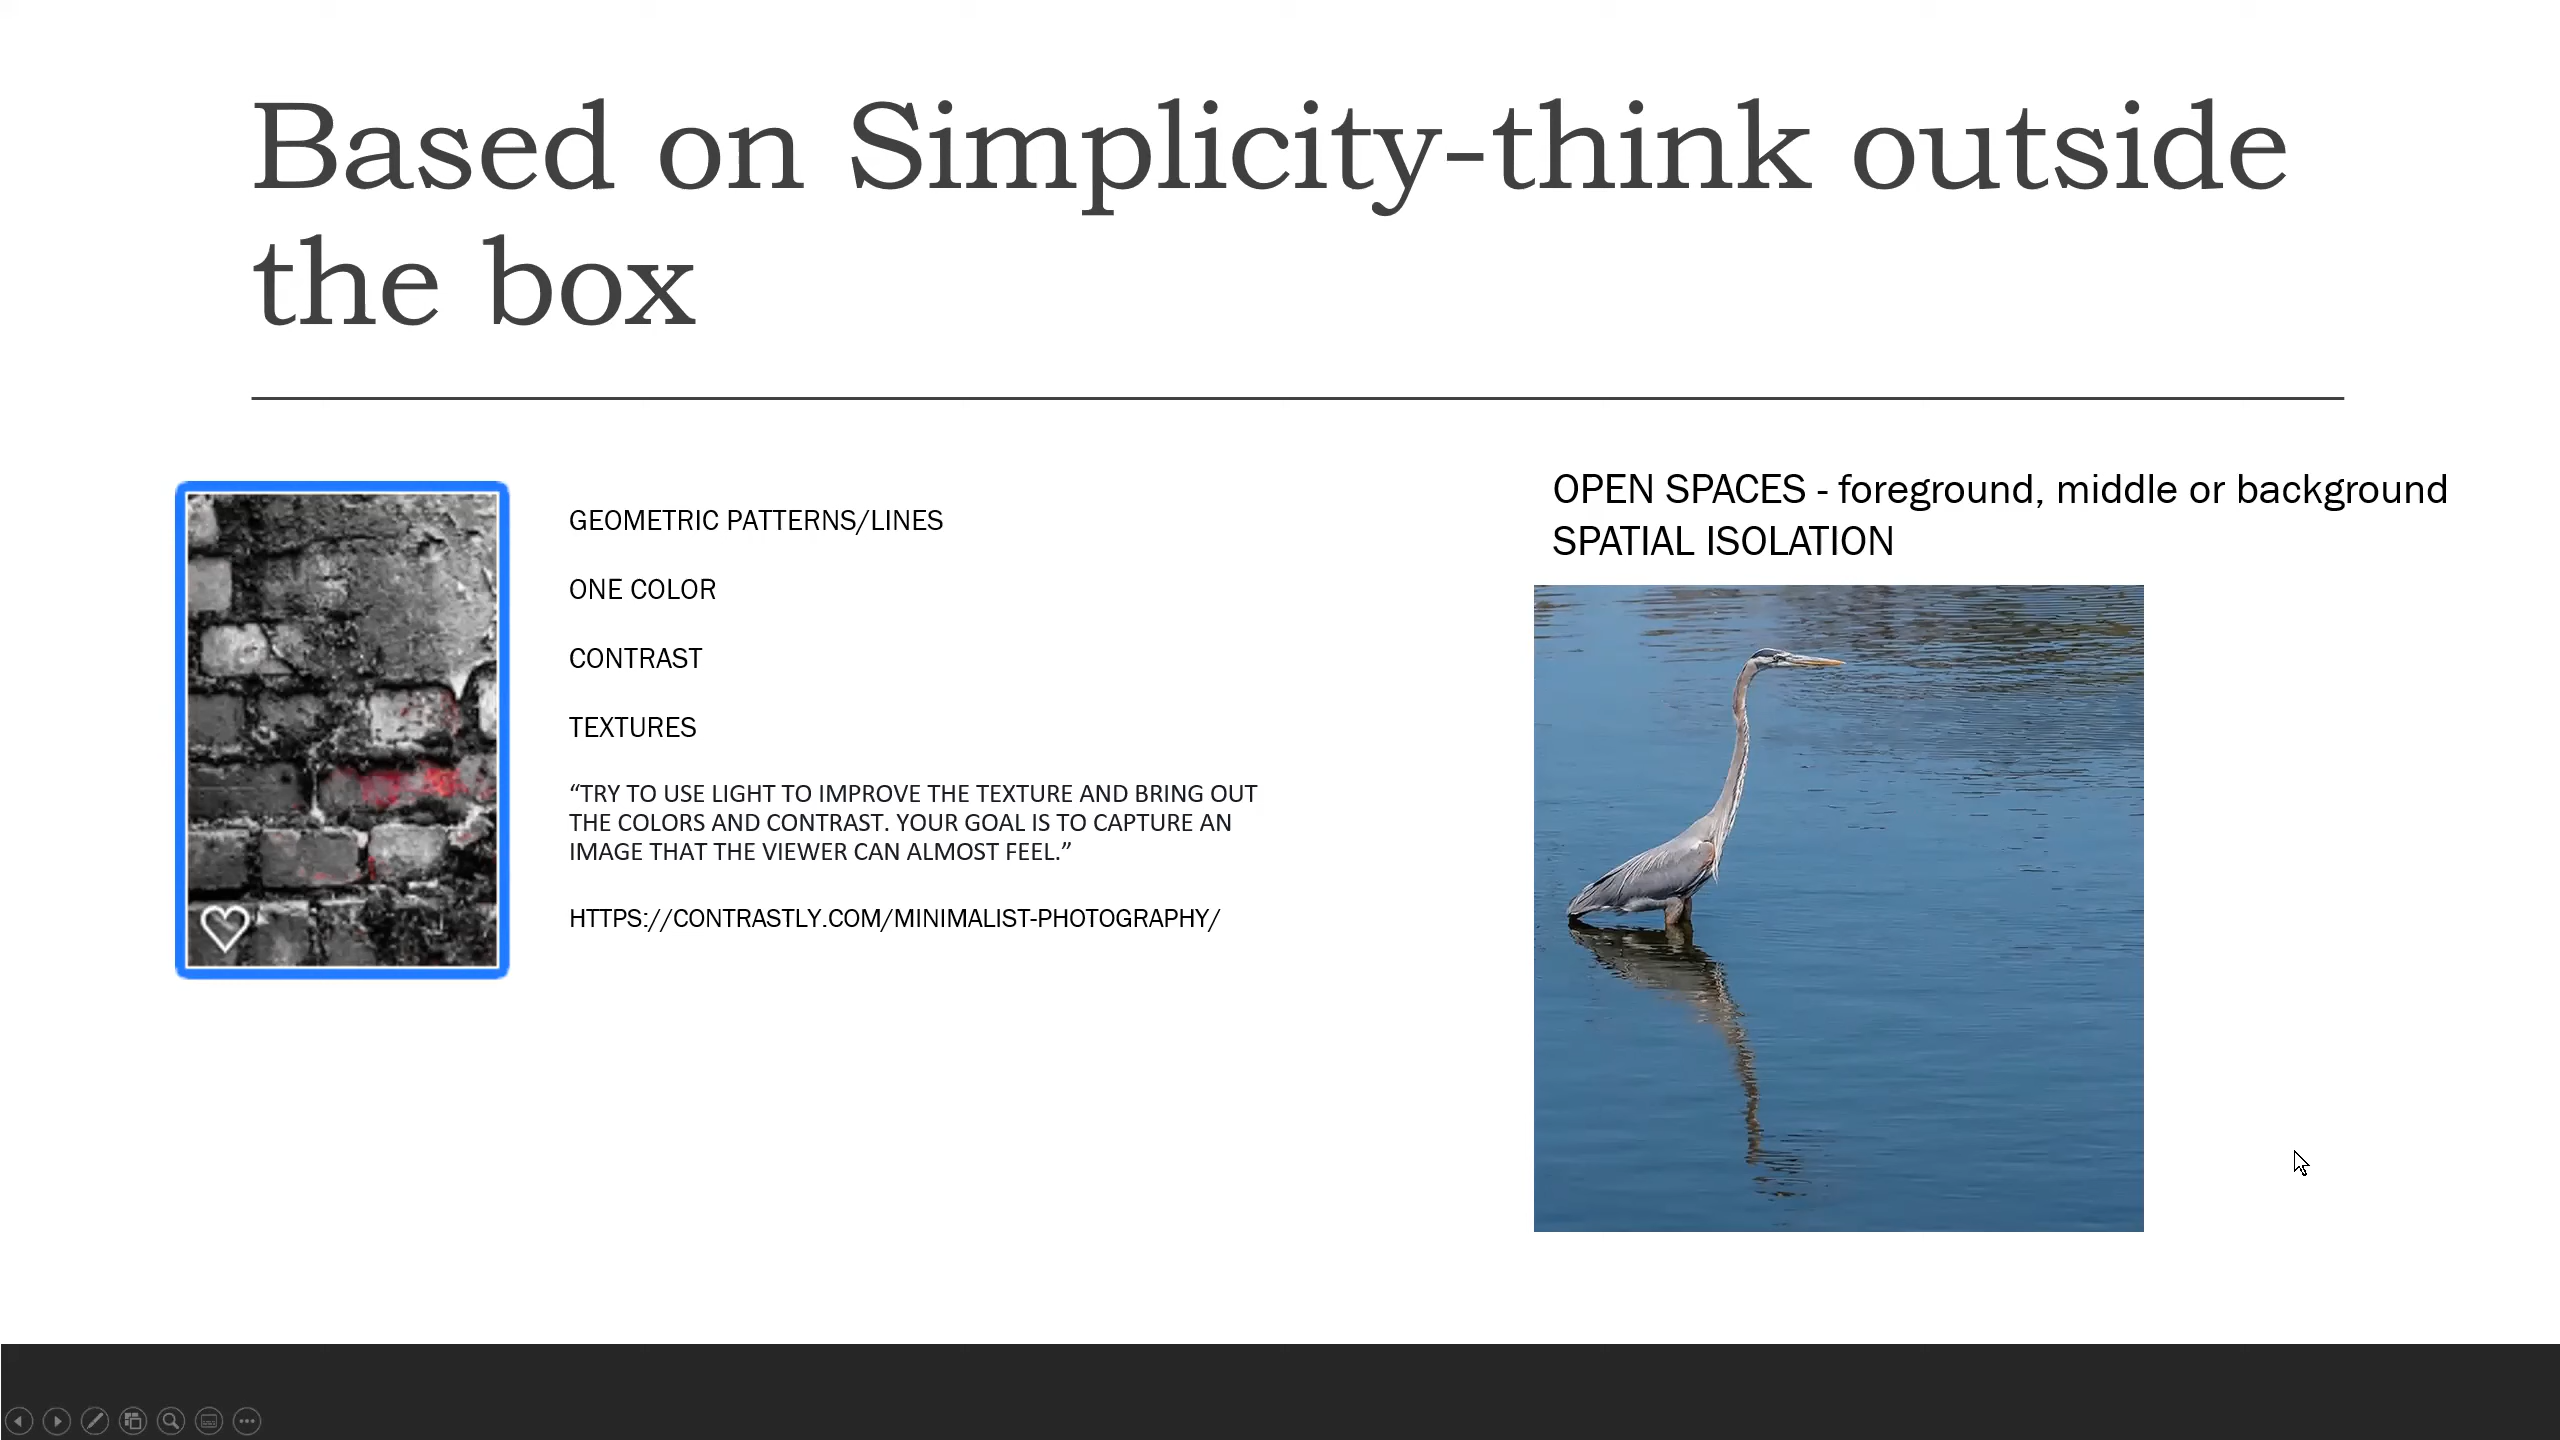 Based on Simplicity-think outside
the box
GEOMETRIC PATTERNS/LINES
ONE COLOR
CONTRAST
TEXTURES
“TRY TO USE LIGHT TO IMPROVE THE TEXTURE AND BRING OUT
THE COLORS AND CONTRAST. YOUR GOAL IS TO CAPTURE AN
IMAGE THAT THE VIEWER CAN ALMOST FEEL.”
HTTPS://CONTRASTLY.COM/MINIMALIST-PHOTOGRAPHY/
OPEN SPACES - foreground, middle or background
SPATIAL ISOLATION